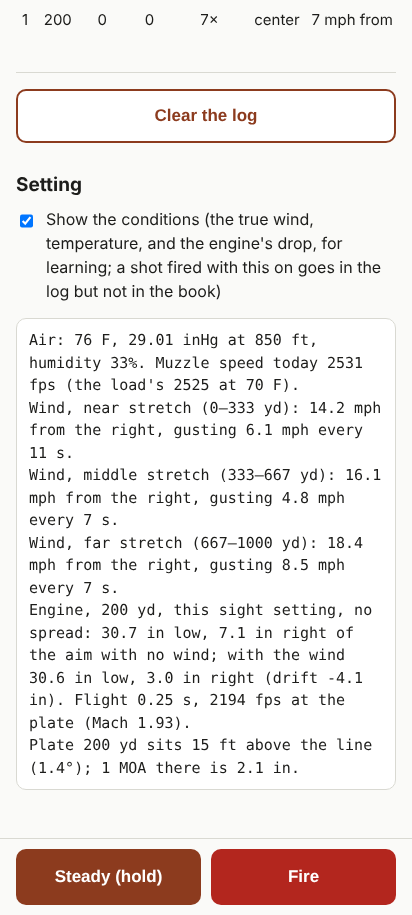 1 200 0 0 7× center 7 mph from
Clear the log
Setting
Show the conditions (the true wind,
temperature, and the engine's drop, for
learning; a shot fired with this on goes in the
log but not in the book)
Air: 76 F, 29.01 inHg at 850 ft,
humidity 33%. Muzzle speed today 2531
fps (the load's 2525 at 70 F).
Wind, near stretch (0–333 yd): 14.2 mph
from the right, gusting 6.1 mph every
11 s.
Wind, middle stretch (333–667 yd): 16.1
mph from the right, gusting 4.8 mph
every 7 s.
Wind, far stretch (667–1000 yd): 18.4
mph from the right, gusting 8.5 mph
every 7 s.
Engine, 200 yd, this sight setting, no
spread: 30.7 in low, 7.1 in right of
the aim with no wind; with the wind
30.6 in low, 3.0 in right (drift -4.1
in). Flight 0.25 s, 2194 fps at the
plate (Mach 1.93).
Plate 200 yd sits 15 ft above the line
(1.4°); 1 MOA there is 2.1 in.
Steady (hold)
Fire